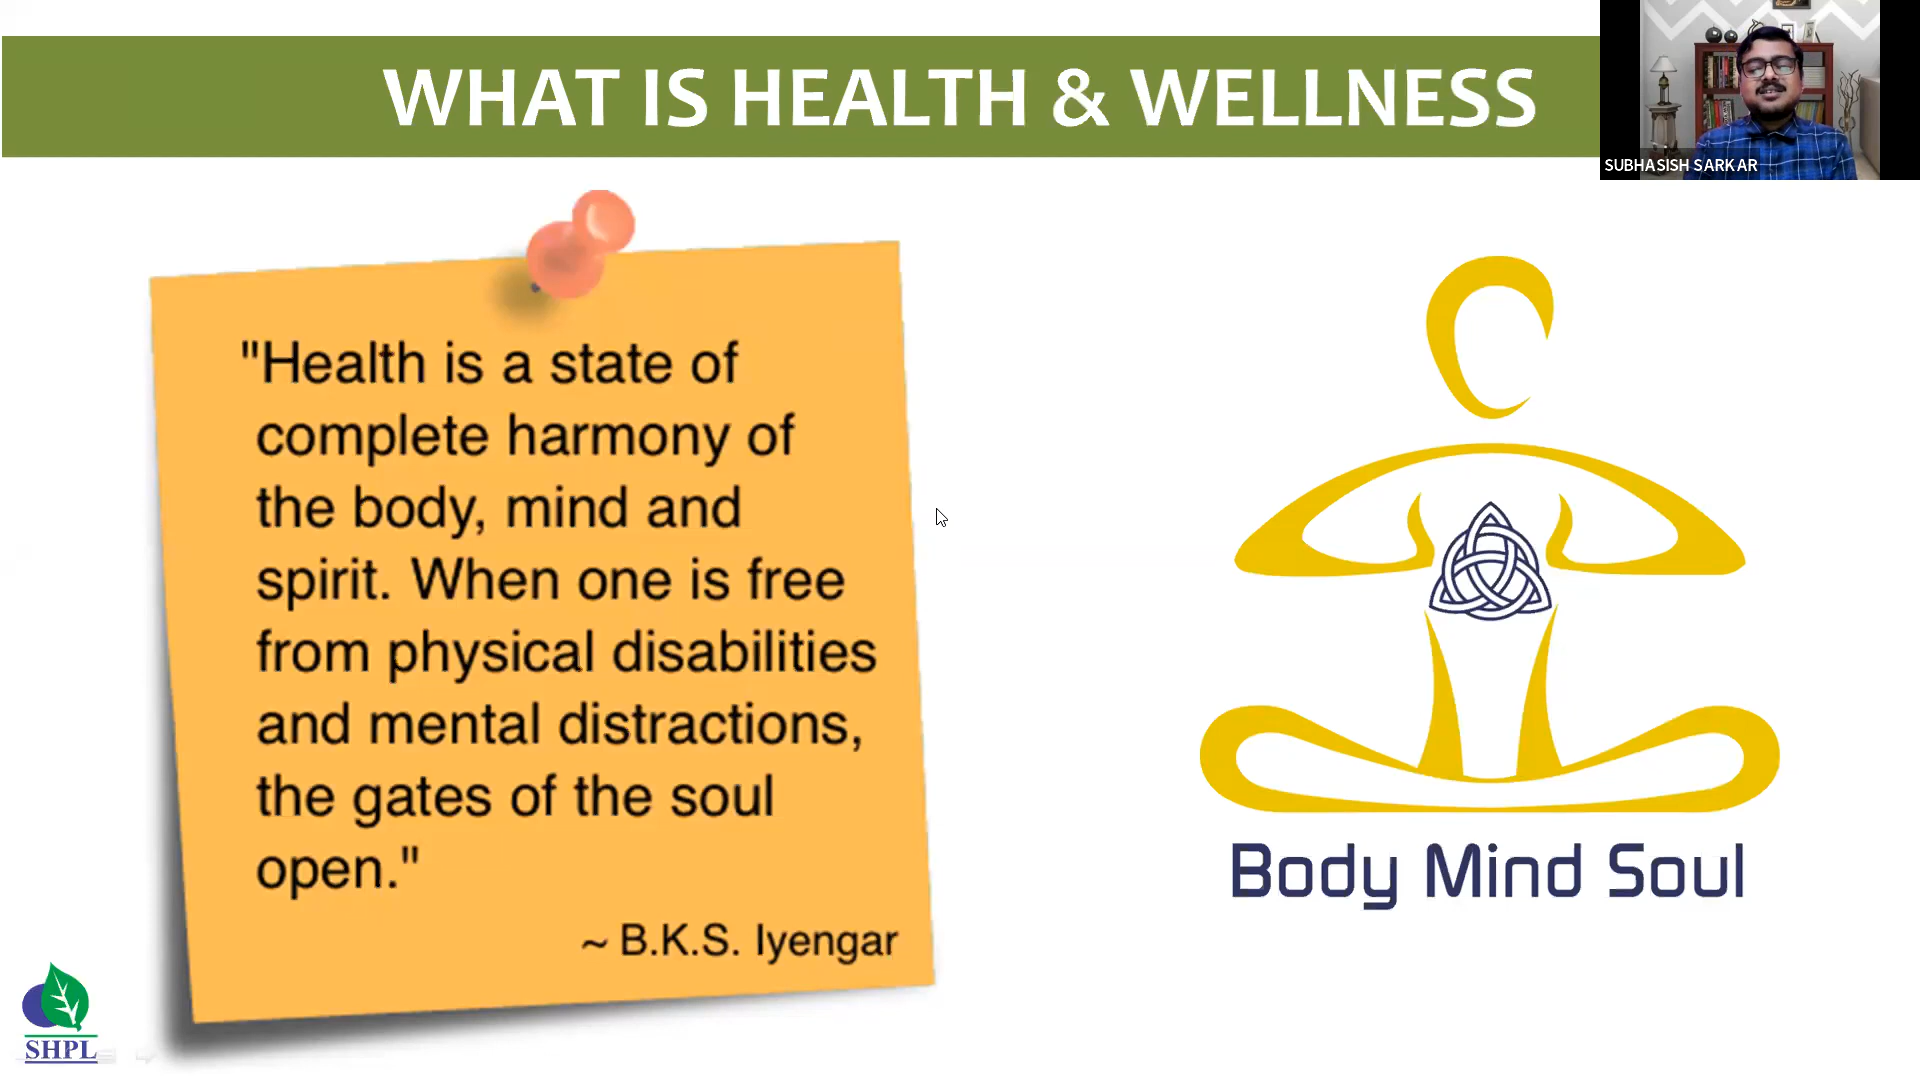 WHAT IS HEALTH & WELLNESS
SUBHASISH SARKAR
"Health is a state of
complete harmony of
the body, mind and
spirit. When one is free
from physical disabilities
and mental distractions,
the gates of the soul
open."
~ B.K.S. Iyengar
Body Mind Soul
SHPL